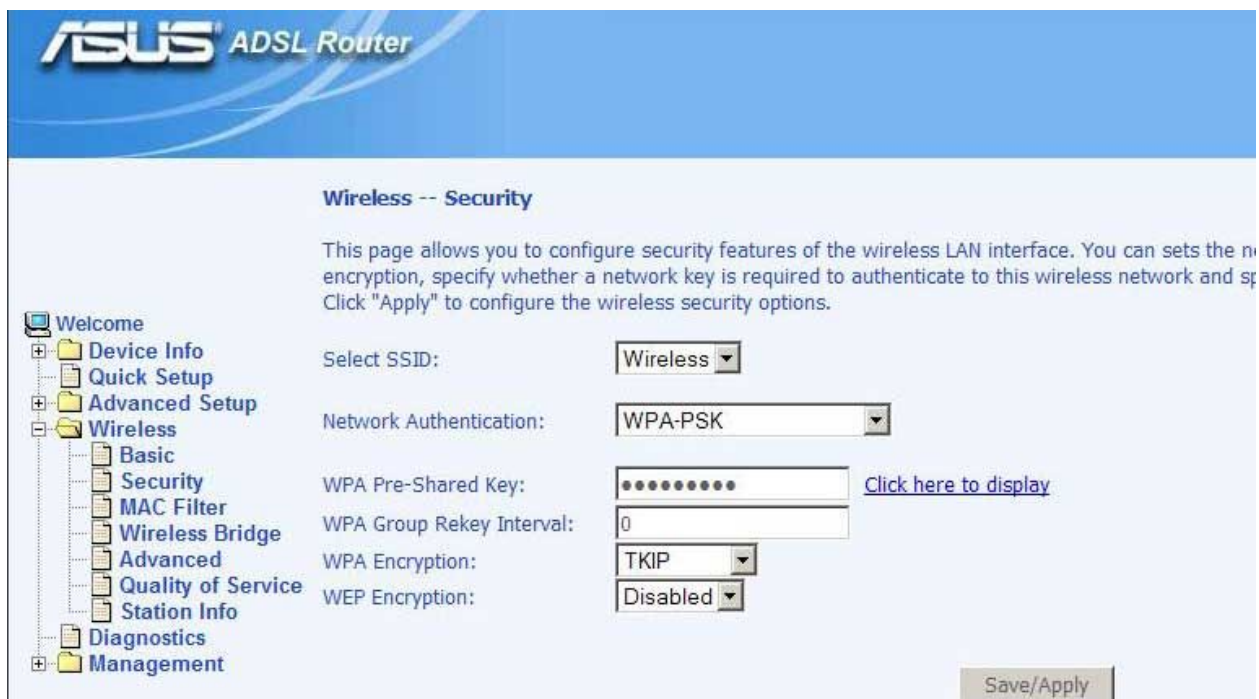 ASUS ADSL Router
Wireless -- Security
This page allows you to configure security features of the wireless LAN interface. You can sets the
encryption, specify whether a network key is required to authenticate to this wireless network and
Click "Apply" to configure the wireless security options.
Welcome
Device Info
Quick Setup
Advanced Setup
Wireless
Basic
Security
MAC Filter
Wireless Bridge
Advanced
Quality of Service
Station Info
Diagnostics
Management
Select SSID: Wireless
Network Authentication: WPA-PSK
WPA Pre-Shared Key: ●●●●●●●●● Click here to display
WPA Group Rekey Interval: 0
WPA Encryption: TKIP
WEP Encryption: Disabled
Save/Apply